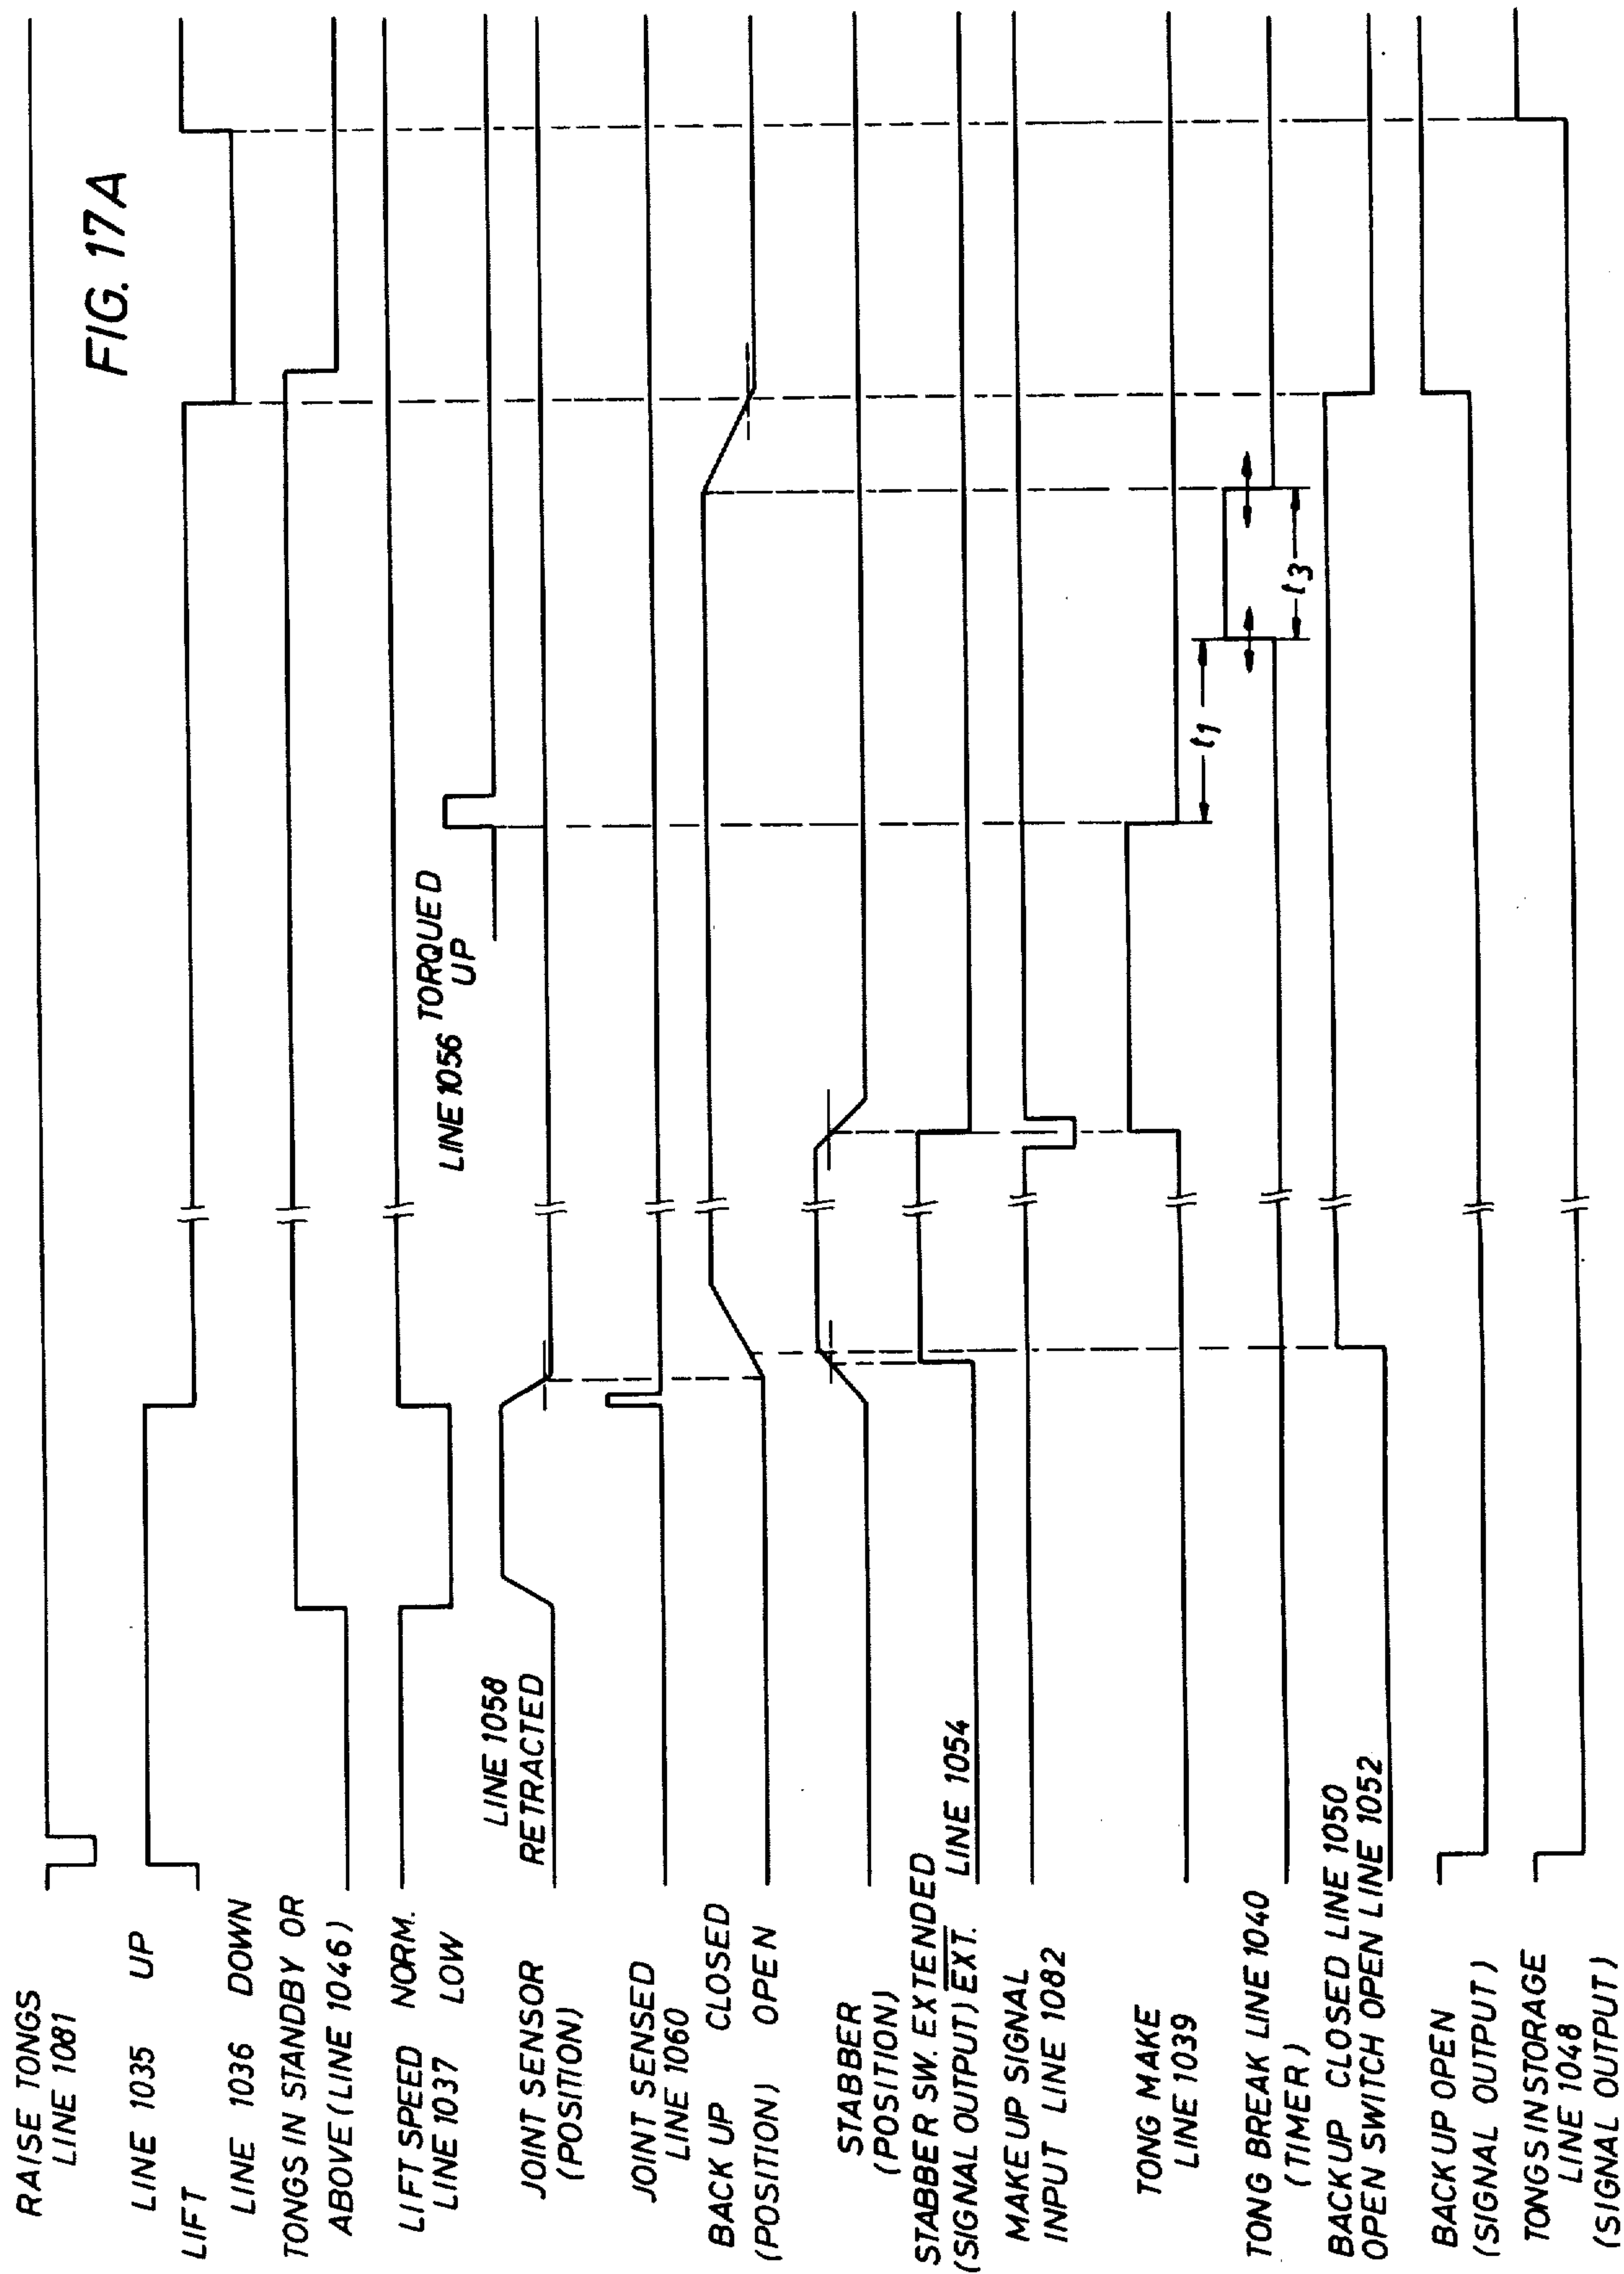 FIG. 17A
RAISE TONGS
LINE 1081
LINE 1035 UP
LIFT
LINE 1036 DOWN
TONGS IN STANDBY OR
ABOVE (LINE 1046)
LIFT SPEED NORM.
LINE 1037 LOW
LINE 1056 TORQUED
UP
LINE 1058
RETRACTED
JOINT SENSOR
(POSITION)
JOINT SENSED
LINE 1060
BACK UP CLOSED
(POSITION) OPEN
STABBER
(POSITION)
STABBER SW. EXTENDED
(SIGNAL OUTPUT) EXT. LINE 1054
MAKE UP SIGNAL
INPUT LINE 1082
TONG MAKE
LINE 1039
t1
t3
TONG BREAK LINE 1040
(TIMER)
BACKUP CLOSED LINE 1050
OPEN SWITCH OPEN LINE 1052
BACK UP OPEN
(SIGNAL OUTPUT)
TONGS IN STORAGE
LINE 1048
(SIGNAL OUTPUT)